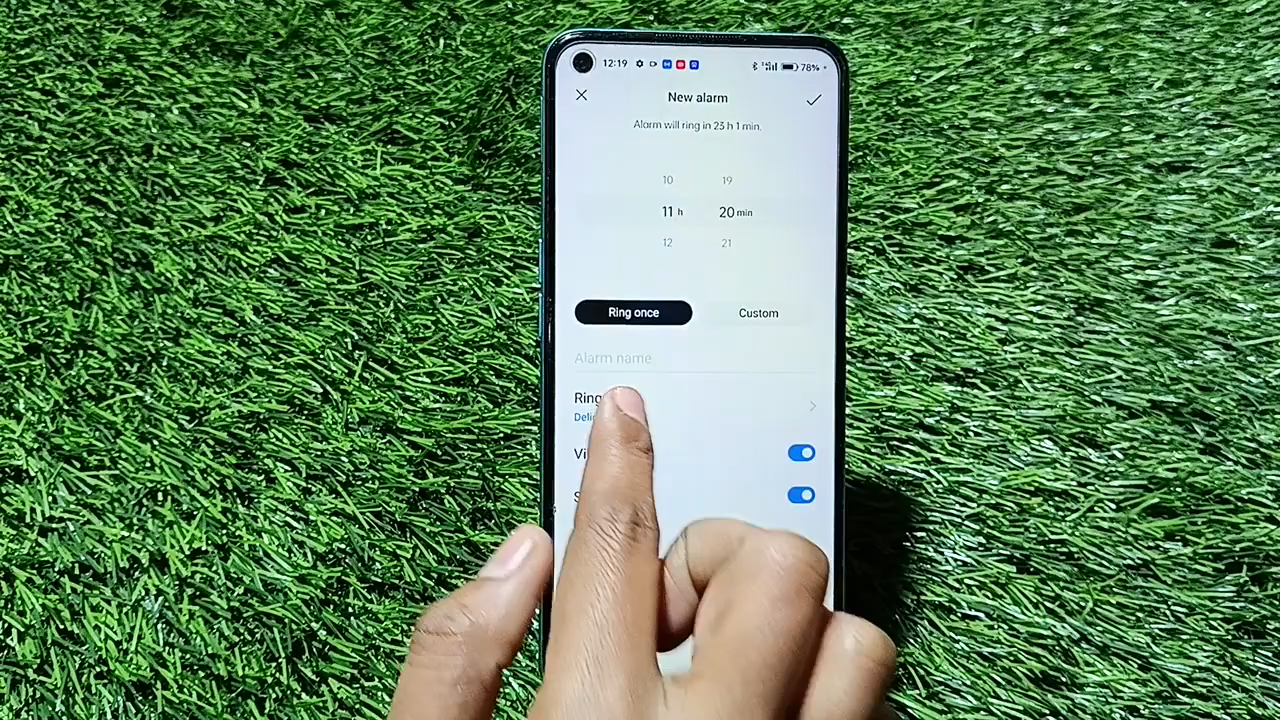 12:19 78%
New alarm
Alarm will ring in 23 h 1 min.
10 19
11 h 20 min
12 21
Ring once Custom
Alarm name